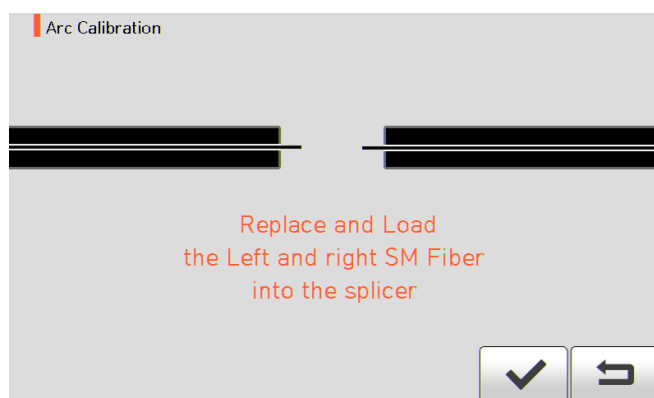 Arc Calibration
Replace and Load
the Left and right SM Fiber
into the splicer